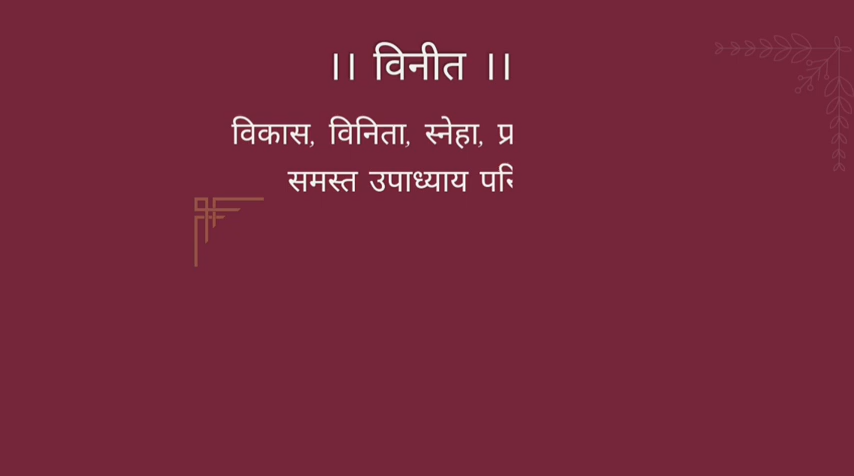 ।। विनीत ।।
विकास, विनिता, स्नेहा,
समस्त उपाध्याय